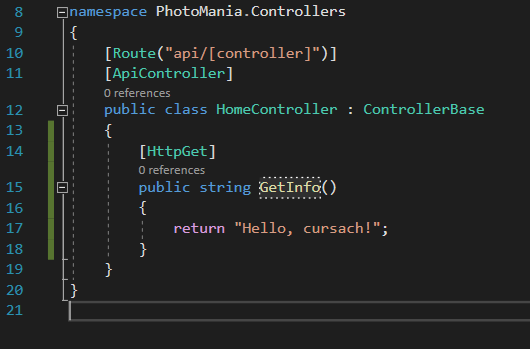 8 namespace PhotoMania.Controllers
9 {
10 [Route("api/[controller]")]
11 [ApiController]
0 references
12 public class HomeController : ControllerBase
13 {
14 [HttpGet]
0 references
15 public string GetInfo()
16 {
17 return "Hello, cursach!";
18 }
19 }
20 }
21